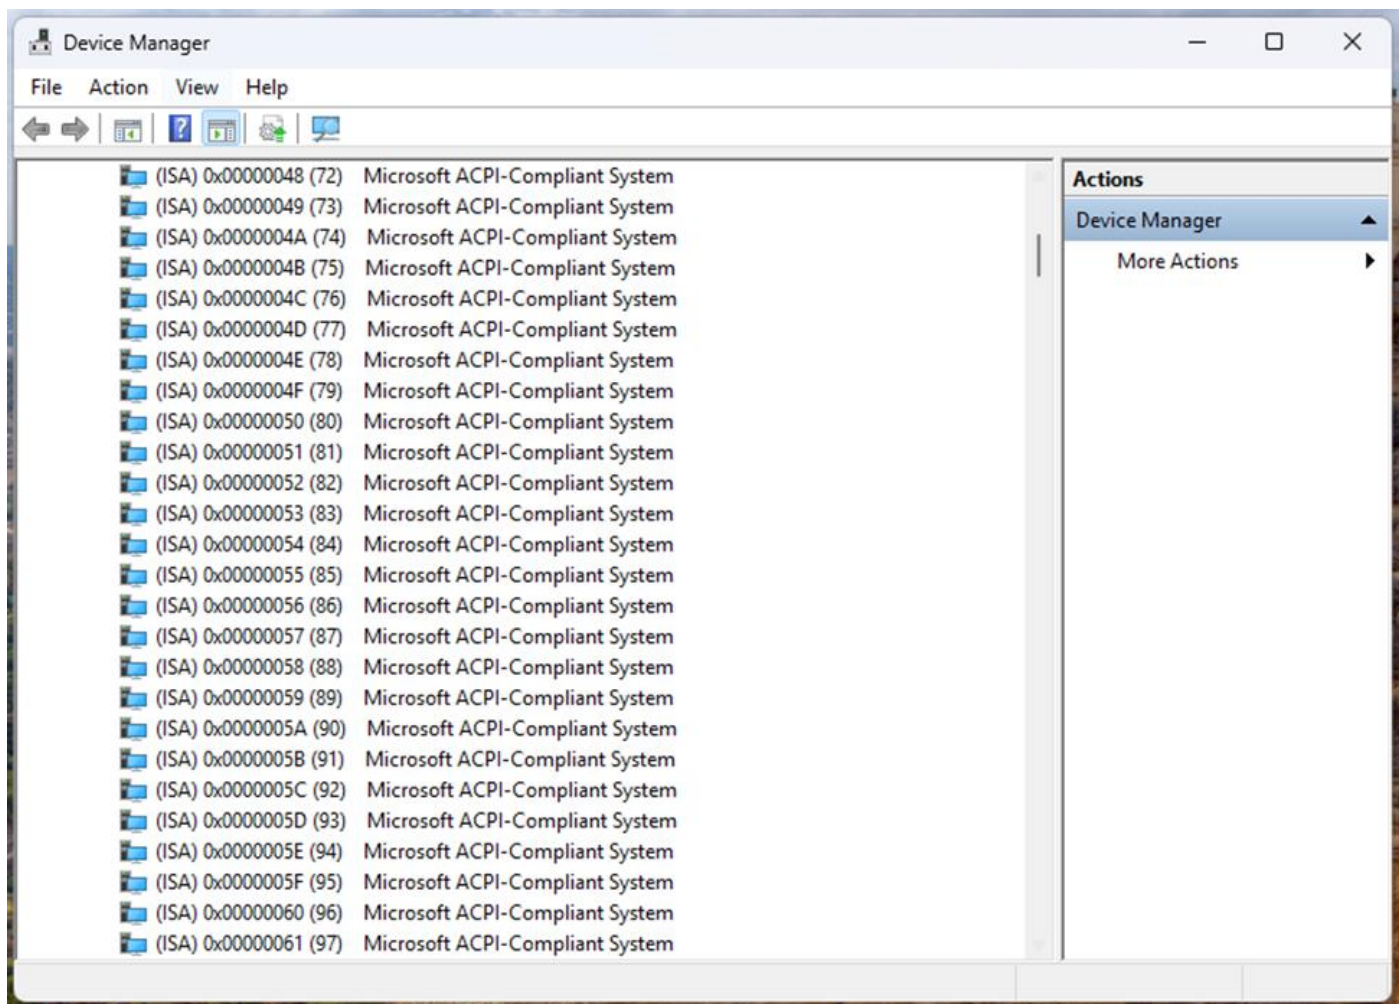 Device Manager
File Action View Help
(ISA) 0x00000048 (72) Microsoft ACPI-Compliant System
(ISA) 0x00000049 (73) Microsoft ACPI-Compliant System
(ISA) 0x0000004A (74) Microsoft ACPI-Compliant System
(ISA) 0x0000004B (75) Microsoft ACPI-Compliant System
(ISA) 0x0000004C (76) Microsoft ACPI-Compliant System
(ISA) 0x0000004D (77) Microsoft ACPI-Compliant System
(ISA) 0x0000004E (78) Microsoft ACPI-Compliant System
(ISA) 0x0000004F (79) Microsoft ACPI-Compliant System
(ISA) 0x00000050 (80) Microsoft ACPI-Compliant System
(ISA) 0x00000051 (81) Microsoft ACPI-Compliant System
(ISA) 0x00000052 (82) Microsoft ACPI-Compliant System
(ISA) 0x00000053 (83) Microsoft ACPI-Compliant System
(ISA) 0x00000054 (84) Microsoft ACPI-Compliant System
(ISA) 0x00000055 (85) Microsoft ACPI-Compliant System
(ISA) 0x00000056 (86) Microsoft ACPI-Compliant System
(ISA) 0x00000057 (87) Microsoft ACPI-Compliant System
(ISA) 0x00000058 (88) Microsoft ACPI-Compliant System
(ISA) 0x00000059 (89) Microsoft ACPI-Compliant System
(ISA) 0x0000005A (90) Microsoft ACPI-Compliant System
(ISA) 0x0000005B (91) Microsoft ACPI-Compliant System
(ISA) 0x0000005C (92) Microsoft ACPI-Compliant System
(ISA) 0x0000005D (93) Microsoft ACPI-Compliant System
(ISA) 0x0000005E (94) Microsoft ACPI-Compliant System
(ISA) 0x0000005F (95) Microsoft ACPI-Compliant System
(ISA) 0x00000060 (96) Microsoft ACPI-Compliant System
(ISA) 0x00000061 (97) Microsoft ACPI-Compliant System
Actions
Device Manager
More Actions